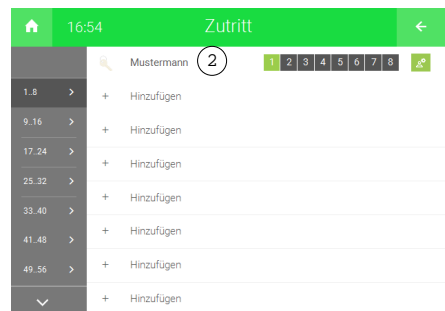 16:54 Zutritt
Mustermann 2 1 2 3 4 5 6 7 8
1..8 + Hinzufügen
9..16 + Hinzufügen
17..24 + Hinzufügen
25..32 + Hinzufügen
33..40 + Hinzufügen
41..48 + Hinzufügen
49..56 + Hinzufügen